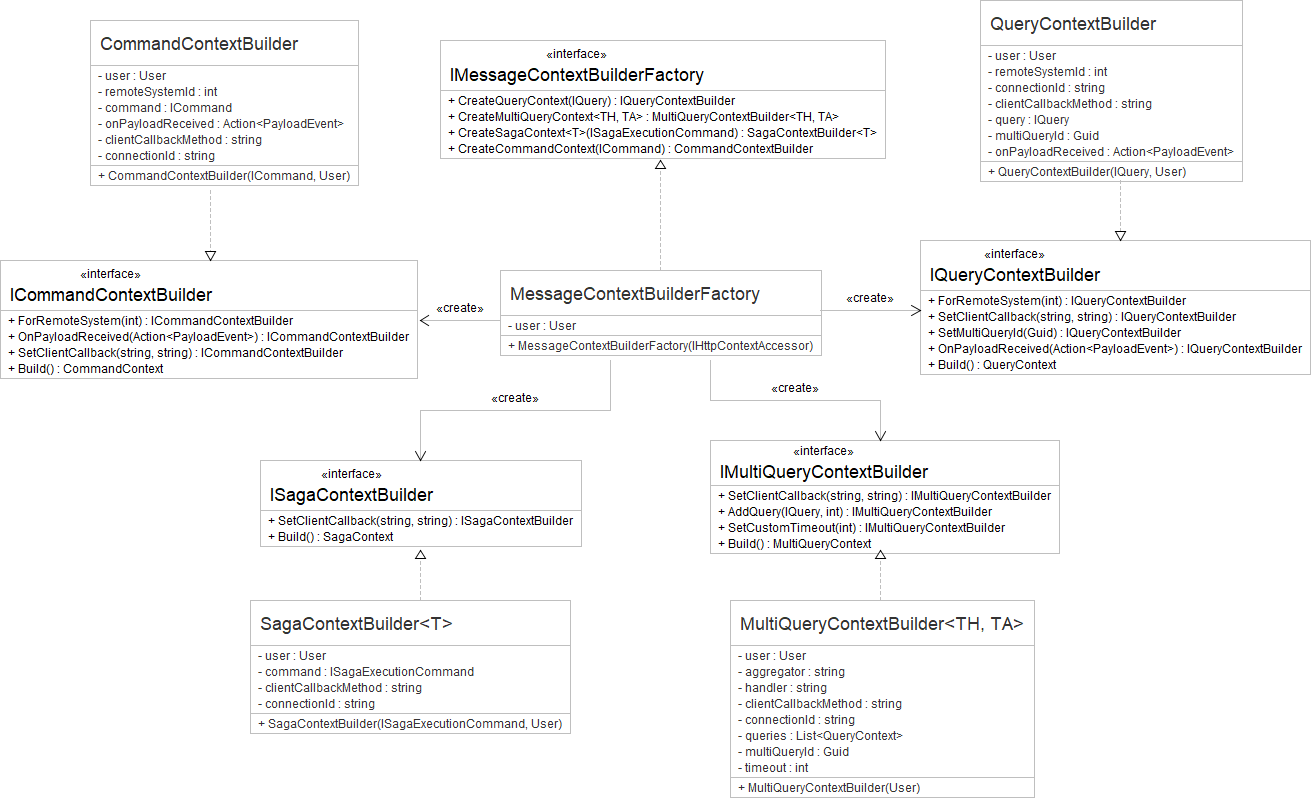 CommandContextBuilder
- user : User
- remoteSystemId : int
- command : ICommand
- onPayloadReceived : Action<PayloadEvent>
- clientCallbackMethod : string
- connectionId : string
+ CommandContextBuilder(ICommand, User)
«interface»
IMessageContextBuilderFactory
+ CreateQueryContext(IQuery) : IQueryContextBuilder
+ CreateMultiQueryContext<TH, TA> : MultiQueryContextBuilder<TH, TA>
+ CreateSagaContext<T>(ISagaExecutionCommand) : SagaContextBuilder<T>
+ CreateCommandContext(ICommand) : CommandContextBuilder
QueryContextBuilder
- user : User
- remoteSystemId : int
- connectionId : string
- clientCallbackMethod : string
- query : IQuery
- multiQueryId : Guid
- onPayloadReceived : Action<PayloadEvent>
+ QueryContextBuilder(IQuery, User)
«interface»
ICommandContextBuilder
+ ForRemoteSystem(int) : ICommandContextBuilder
+ OnPayloadReceived(Action<PayloadEvent>) : ICommandContextBuilder
+ SetClientCallback(string, string) : ICommandContextBuilder
+ Build() : CommandContext
«create»
MessageContextBuilderFactory
- user : User
+ MessageContextBuilderFactory(IHttpContextAccessor)
«create»
«interface»
IQueryContextBuilder
+ ForRemoteSystem(int) : IQueryContextBuilder
+ SetClientCallback(string, string) : IQueryContextBuilder
+ SetMultiQueryId(Guid) : IQueryContextBuilder
+ OnPayloadReceived(Action<PayloadEvent>) : IQueryContextBuilder
+ Build() : QueryContext
«create»
«create»
«interface»
ISagaContextBuilder
+ SetClientCallback(string, string) : ISagaContextBuilder
+ Build() : SagaContext
«interface»
IMultiQueryContextBuilder
+ SetClientCallback(string, string) : IMultiQueryContextBuilder
+ AddQuery(IQuery, int) : IMultiQueryContextBuilder
+ SetCustomTimeout(int) : IMultiQueryContextBuilder
+ Build() : MultiQueryContext
SagaContextBuilder<T>
- user : User
- command : ISagaExecutionCommand
- clientCallbackMethod : string
- connectionId : string
+ SagaContextBuilder(ISagaExecutionCommand, User)
MultiQueryContextBuilder<TH, TA>
- user : User
- aggregator : string
- handler : string
- clientCallbackMethod : string
- connectionId : string
- queries : List<QueryContext>
- multiQueryId : Guid
- timeout : int
+ MultiQueryContextBuilder(User)